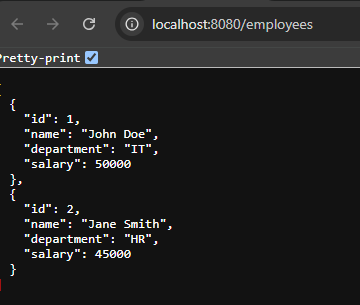 localhost:8080/employees
Pretty-print
{
"id": 1,
"name": "John Doe",
"department": "IT",
"salary": 50000
},
{
"id": 2,
"name": "Jane Smith",
"department": "HR",
"salary": 45000
}